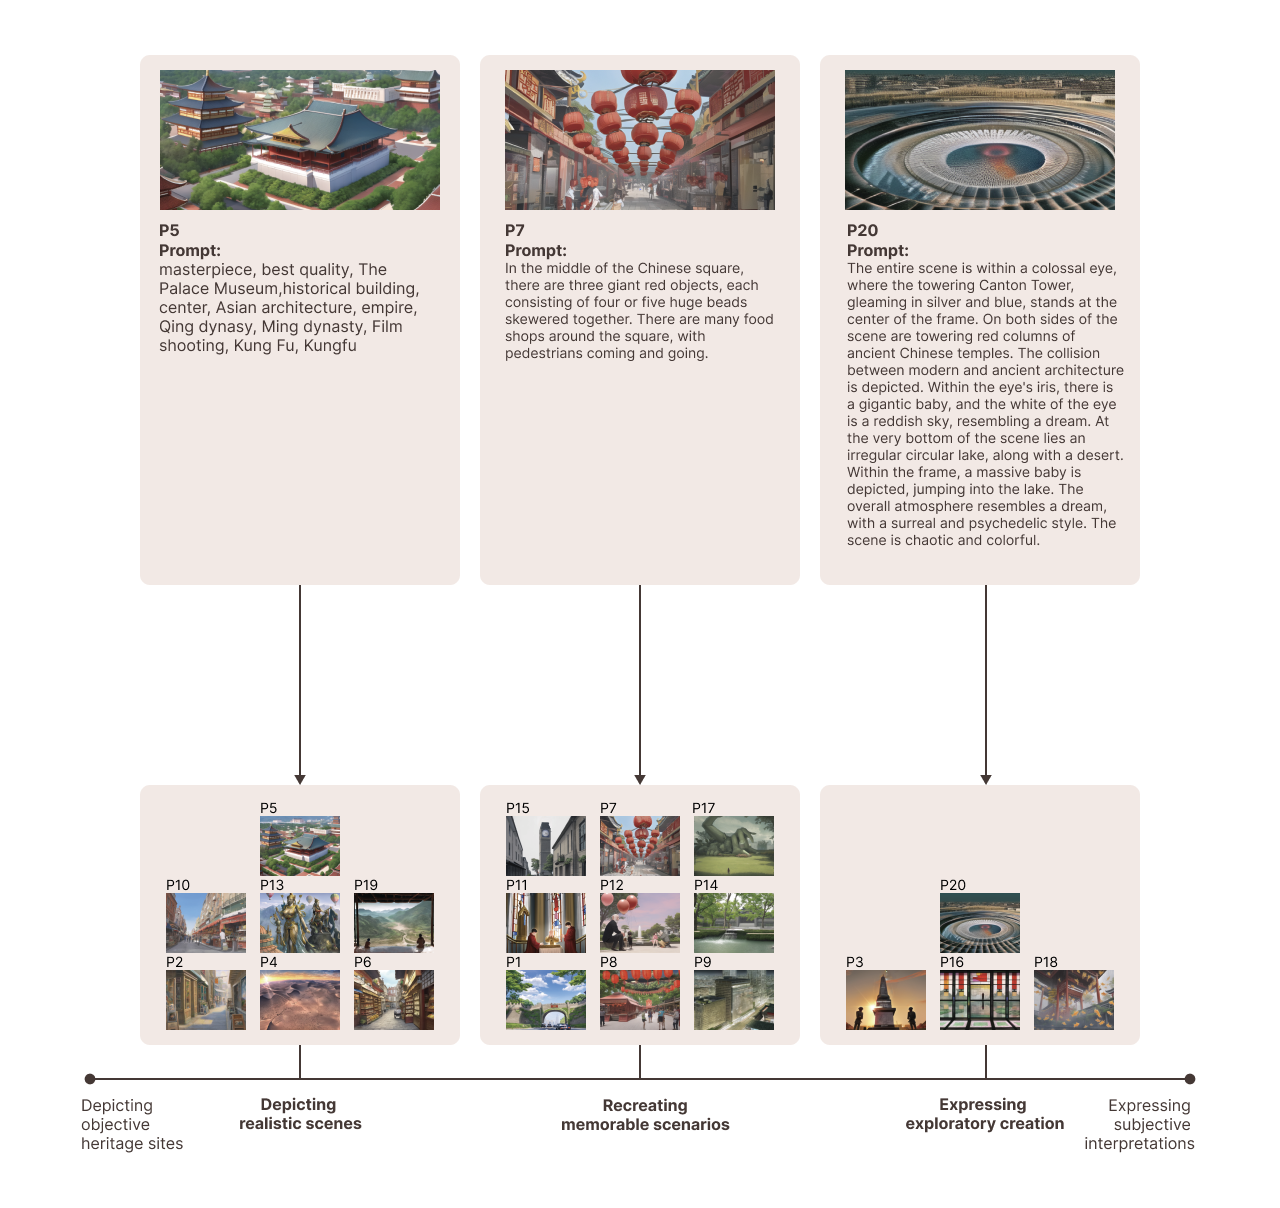 P5
Prompt:
masterpiece, best quality, The
Palace Museum,historical building,
center, Asian architecture, empire,
Qing dynasy, Ming dynasty, Film
shooting, Kung Fu, Kungfu
P7
Prompt:
In the middle of the Chinese square,
there are three giant red objects, each
consisting of four or five huge beads
skewered together. There are many food
shops around the square, with
pedestrians coming and going.
P20
Prompt:
The entire scene is within a colossal eye,
where the towering Canton Tower,
gleaming in silver and blue, stands at the
center of the frame. On both sides of the
scene are towering red columns of
ancient Chinese temples. The collision
between modern and ancient architecture
is depicted. Within the eye's iris, there is
a gigantic baby, and the white of the eye
is a reddish sky, resembling a dream. At
the very bottom of the scene lies an
irregular circular lake, along with a desert.
Within the frame, a massive baby is
depicted, jumping into the lake. The
overall atmosphere resembles a dream,
with a surreal and psychedelic style. The
scene is chaotic and colorful.
P5
P10 P13 P19
P2 P4 P6
P15 P7 P17
P11 P12 P14
P1 P8 P9
P20
P3 P16 P18
Depicting
objective
heritage sites
Depicting
realistic scenes
Recreating
memorable scenarios
Expressing
exploratory creation
Expressing
subjective
interpretations